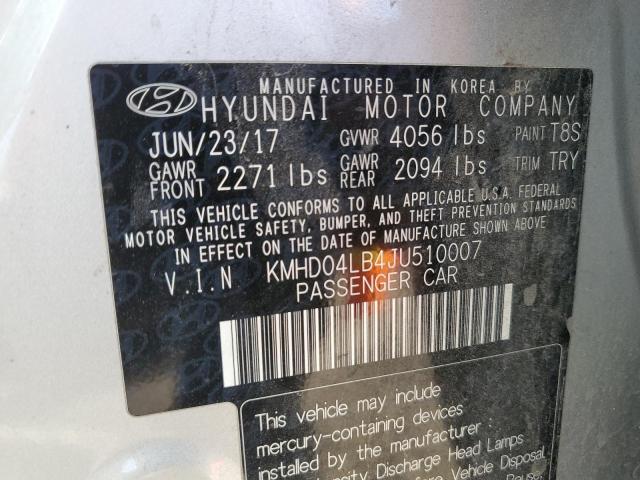 MANUFACTURED IN KOREA BY
HYUNDAI MOTOR COMPANY
JUN/23/17 GVWR 4056 lbs PAINT T8S
GAWR FRONT 2271 lbs GAWR REAR 2094 lbs TRIM TRY
THIS VEHICLE CONFORMS TO ALL APPLICABLE U.S.A. FEDERAL
MOTOR VEHICLE SAFETY, BUMPER, AND THEFT PREVENTION STANDARDS
IN EFFECT ON THE DATE OF MANUFACTURE SHOWN ABOVE
V.I.N KMHD04LB4JU510007
PASSENGER CAR
This vehicle may include
mercury-containing devices
installed by the manufacturer :
Discharge Head Lamps
Vehicle Disposal.